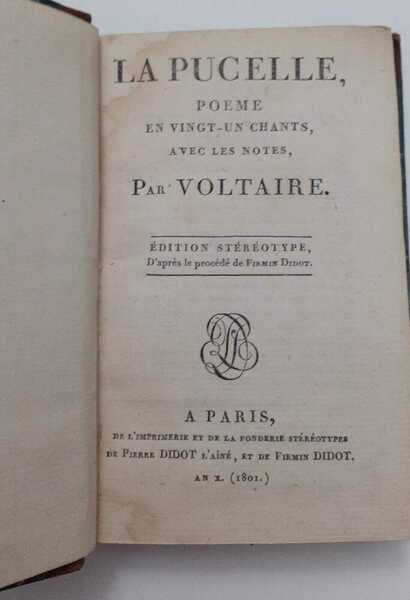 LA PUCELLE,
POEME
EN VINGT-UN CHANTS,
AVEC LES NOTES,
PAR VOLTAIRE.
ÉDITION STÉRÉOTYPE,
D'après le procédé de FIRMIN DIDOT.
A PARIS,
DE L'IMPRIMERIE ET DE LA FONDERIE STÉRÉOTYPES
DE PIERRE DIDOT L'AÎNÉ, ET DE FIRMIN DIDOT.
AN X. (1801.)